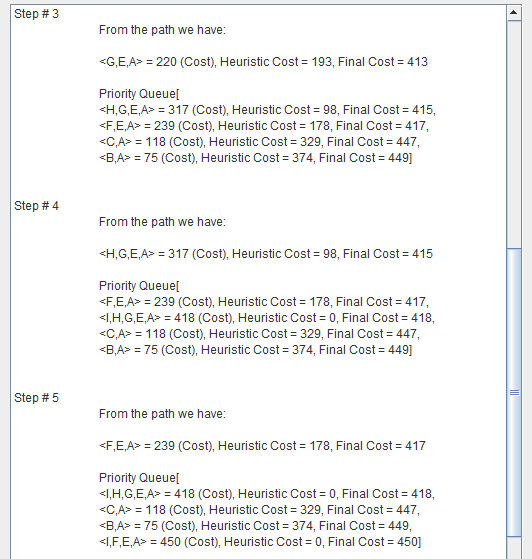 Step # 3
From the path we have:
<G,E,A> = 220 (Cost), Heuristic Cost = 193, Final Cost = 413
Priority Queue[
<H,G,E,A> = 317 (Cost), Heuristic Cost = 98, Final Cost = 415,
<F,E,A> = 239 (Cost), Heuristic Cost = 178, Final Cost = 417,
<C,A> = 118 (Cost), Heuristic Cost = 329, Final Cost = 447,
<B,A> = 75 (Cost), Heuristic Cost = 374, Final Cost = 449]
Step # 4
From the path we have:
<H,G,E,A> = 317 (Cost), Heuristic Cost = 98, Final Cost = 415
Priority Queue[
<F,E,A> = 239 (Cost), Heuristic Cost = 178, Final Cost = 417,
<I,H,G,E,A> = 418 (Cost), Heuristic Cost = 0, Final Cost = 418,
<C,A> = 118 (Cost), Heuristic Cost = 329, Final Cost = 447,
<B,A> = 75 (Cost), Heuristic Cost = 374, Final Cost = 449]
Step # 5
From the path we have:
<F,E,A> = 239 (Cost), Heuristic Cost = 178, Final Cost = 417
Priority Queue[
<I,H,G,E,A> = 418 (Cost), Heuristic Cost = 0, Final Cost = 418,
<C,A> = 118 (Cost), Heuristic Cost = 329, Final Cost = 447,
<B,A> = 75 (Cost), Heuristic Cost = 374, Final Cost = 449,
<I,F,E,A> = 450 (Cost), Heuristic Cost = 0, Final Cost = 450]